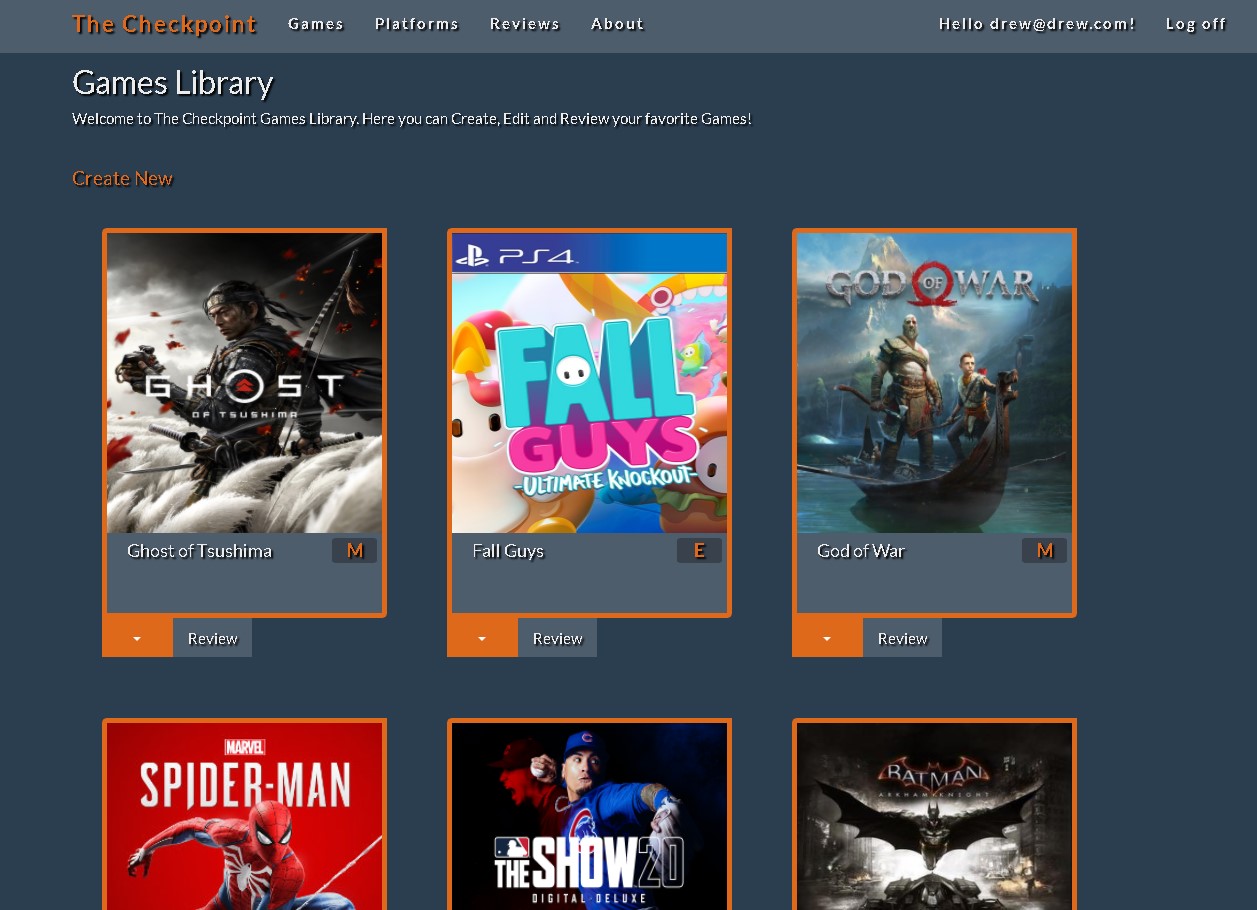 The Checkpoint Games Platforms Reviews About Hello drew@drew.com! Log off
Games Library
Welcome to The Checkpoint Games Library. Here you can Create, Edit and Review your favorite Games!
Create New
GHOST
OF TSUSHIMA
Ghost of Tsushima M
Review
PS4
FALL
GUYS
-ULTIMATE KNOCKOUT-
Fall Guys E
Review
GOD OF WAR
God of War M
Review
MARVEL
SPIDER-MAN
THE SHOW 20
DIGITAL DELUXE
BATMAN
ARKHAM KNIGHT